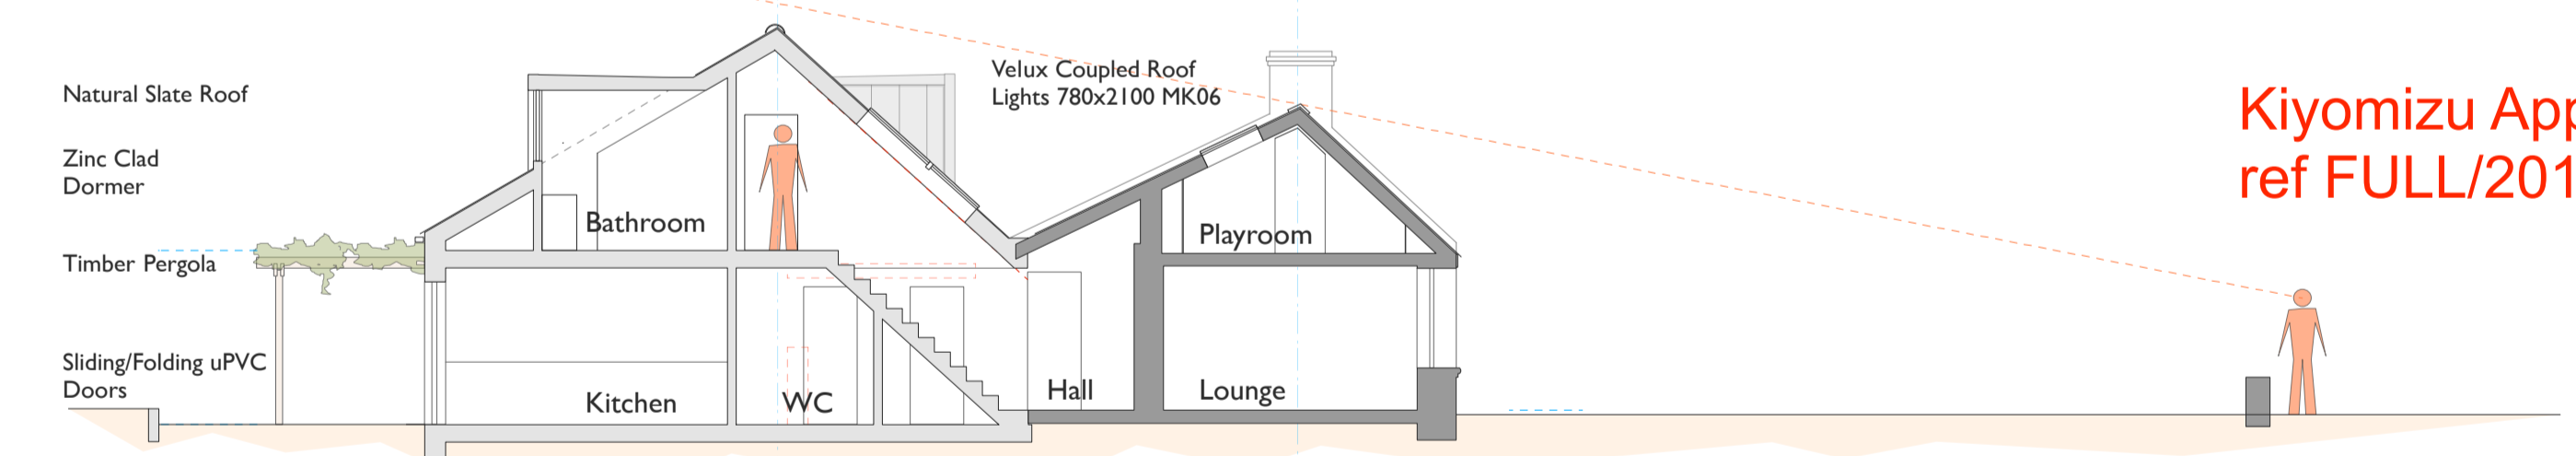 Natural Slate Roof
Zinc Clad
Dormer
Timber Pergola
Sliding/Folding uPVC
Doors
Velux Coupled Roof
Lights 780x2100 MK06
Bathroom
Kitchen
WC
Hall
Playroom
Lounge
Kiyomizu App
ref FULL/201